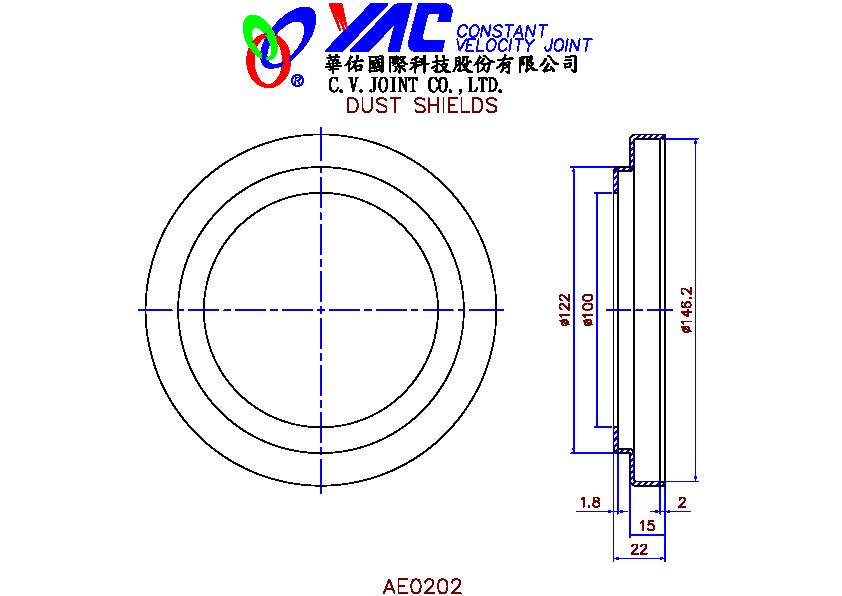 YAC CONSTANT
VELOCITY JOINT
®
華佑國際科技股份有限公司
C.V.JOINT CO.,LTD.
DUST SHIELDS
ø122
ø100
ø146.2
1.8
2
15
22
AE0202